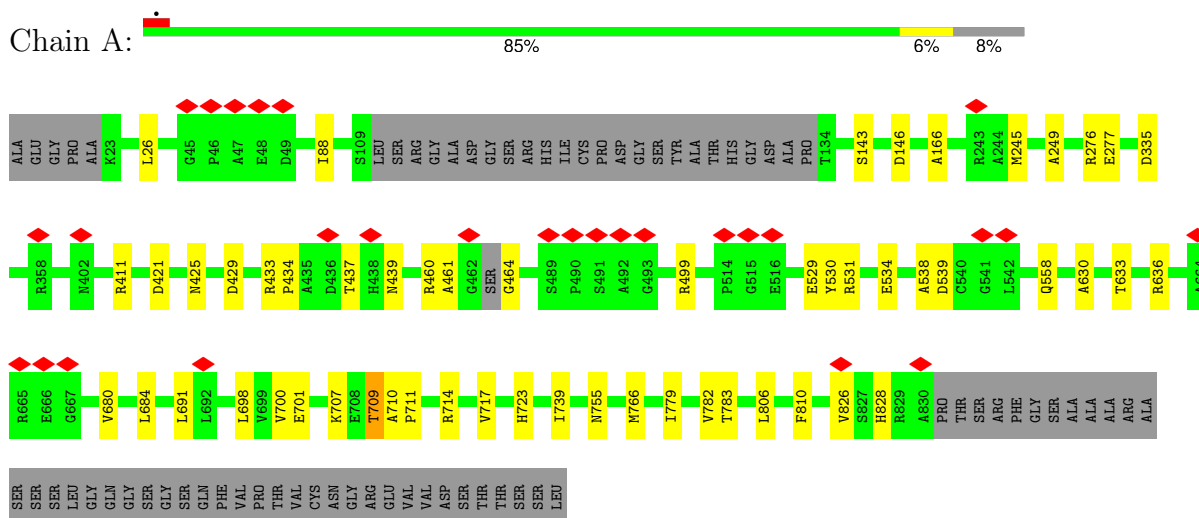 Chain A:
85% 6% 8%
ALA GLU GLY PRO ALA K23 L26 G45 P46 A47 E48 D49 I88 S109 LEU SER ARG GLY ALA ASP GLY SER ARG HIS ILE CYS PRO ASP GLY SER TYR ALA THR HIS GLY ASP ALA PRO T134 S143 D146 A166 R243 A244 M245 A249 R276 E277 D335
R358 N402 R411 D421 N425 D429 R433 P434 A435 D436 T437 H438 N439 R460 A461 G462 SER G464 S489 P490 S491 A492 G493 R499 P514 G515 E516 E529 Y530 R531 E534 A538 D539 C540 G541 L542 Q558 A630 T633 R636 A664
R665 E666 G667 V680 L684 L691 L692 L698 V699 V700 E701 K707 E708 T709 A710 P711 R714 V717 H723 I739 N755 M766 I779 V782 T783 L806 F810 V826 S827 H828 R829 A830 PRO THR SER ARG PHE GLY SER ALA ALA ALA ARG ALA
SER SER SER LEU GLY GLN GLY SER GLY SER GLN PHE VAL PRO THR VAL CYS ASN GLY ARG GLU VAL VAL ASP SER THR THR SER SER LEU